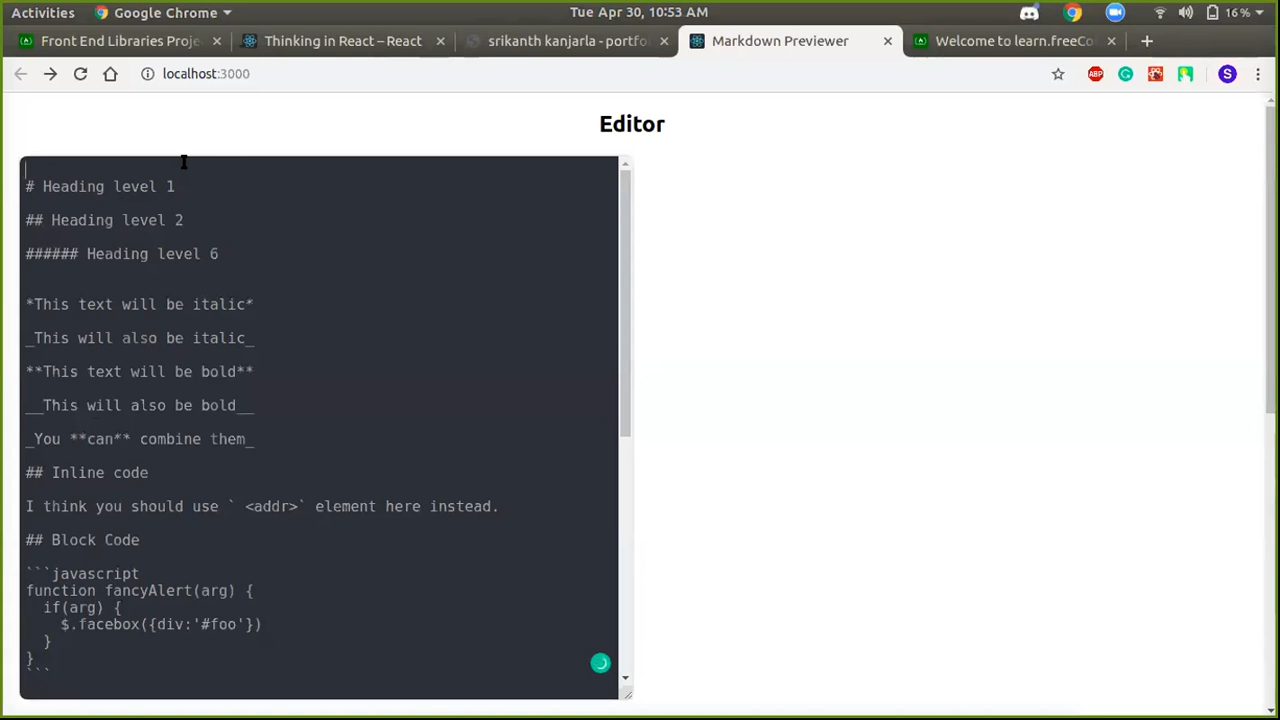 Activities
Google Chrome
Tue Apr 30, 10:53 AM
16 %
Front End Libraries Proje
Thinking in React – React
srikanth kanjarla - portfo
Markdown Previewer
Welcome to learn.freeCo
localhost:3000
ABP
S
Editor
# Heading level 1
## Heading level 2
###### Heading level 6
*This text will be italic*
_This will also be italic_
**This text will be bold**
__This will also be bold__
_You **can** combine them_
## Inline code
I think you should use ` <addr>` element here instead.
## Block Code
```javascript
function fancyAlert(arg) {
  if(arg) {
    $.facebox({div:'#foo'})
  }
}
```